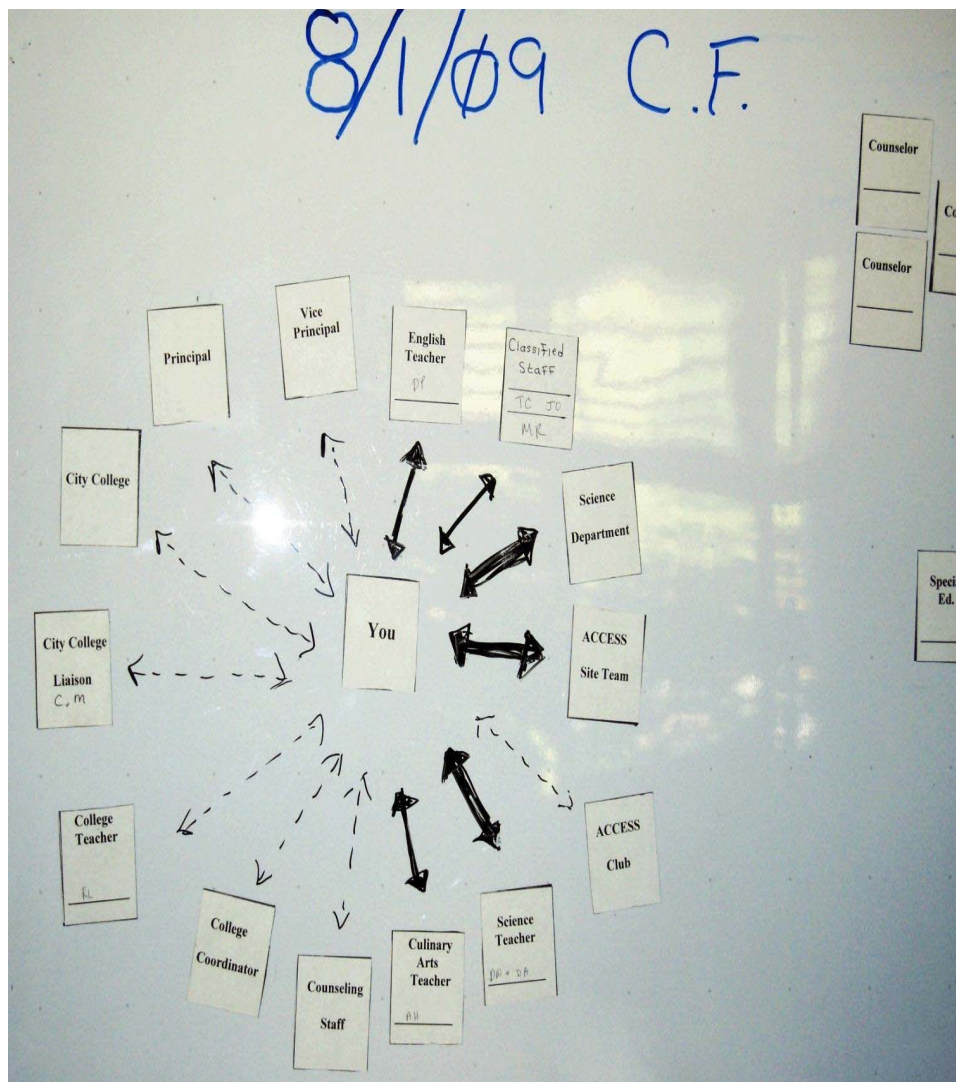 8/1/09 C.F.
Counselor
Counselor
Vice
Principal
Principal
English
Teacher
DP
Classified
Staff
TC JO
MR
City College
Science
Department
You
City College
Liaison
C.M
ACCESS
Site Team
College
Teacher
RL
ACCESS
Club
College
Coordinator
Counseling
Staff
Culinary
Arts
Teacher
AH
Science
Teacher
Ed.